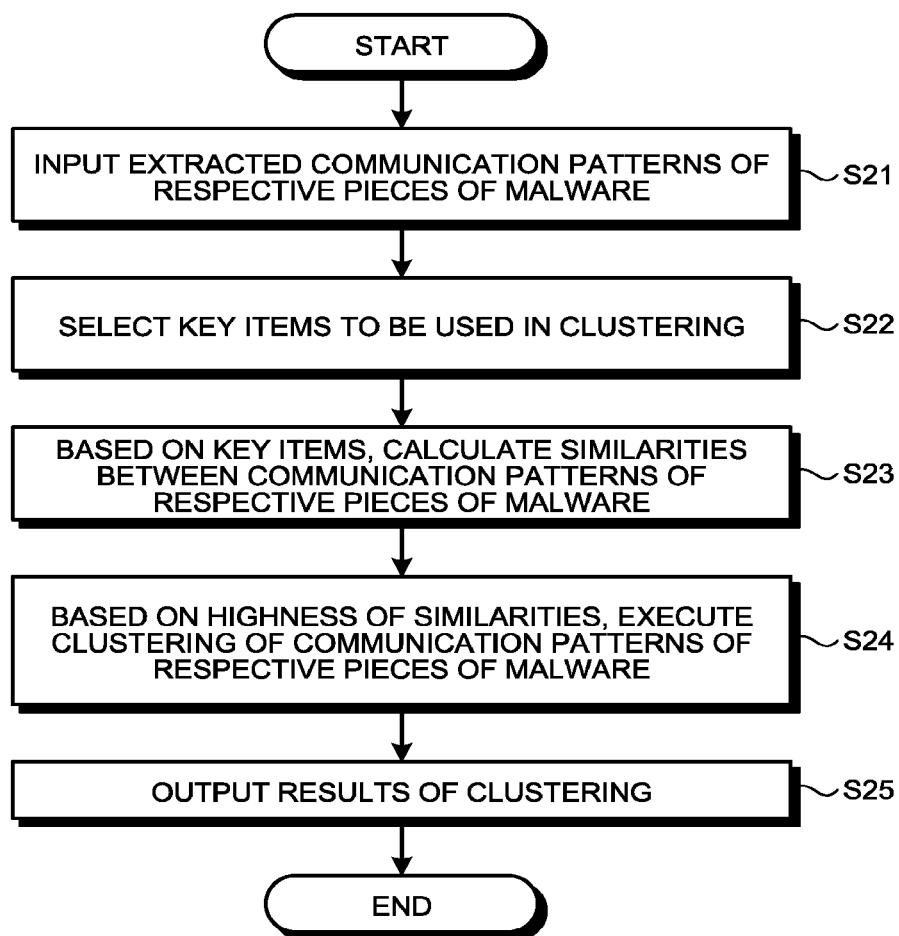 START
INPUT EXTRACTED COMMUNICATION PATTERNS OF
RESPECTIVE PIECES OF MALWARE
S21
SELECT KEY ITEMS TO BE USED IN CLUSTERING
S22
BASED ON KEY ITEMS, CALCULATE SIMILARITIES
BETWEEN COMMUNICATION PATTERNS OF
RESPECTIVE PIECES OF MALWARE
S23
BASED ON HIGHNESS OF SIMILARITIES, EXECUTE
CLUSTERING OF COMMUNICATION PATTERNS OF
RESPECTIVE PIECES OF MALWARE
S24
OUTPUT RESULTS OF CLUSTERING
S25
END